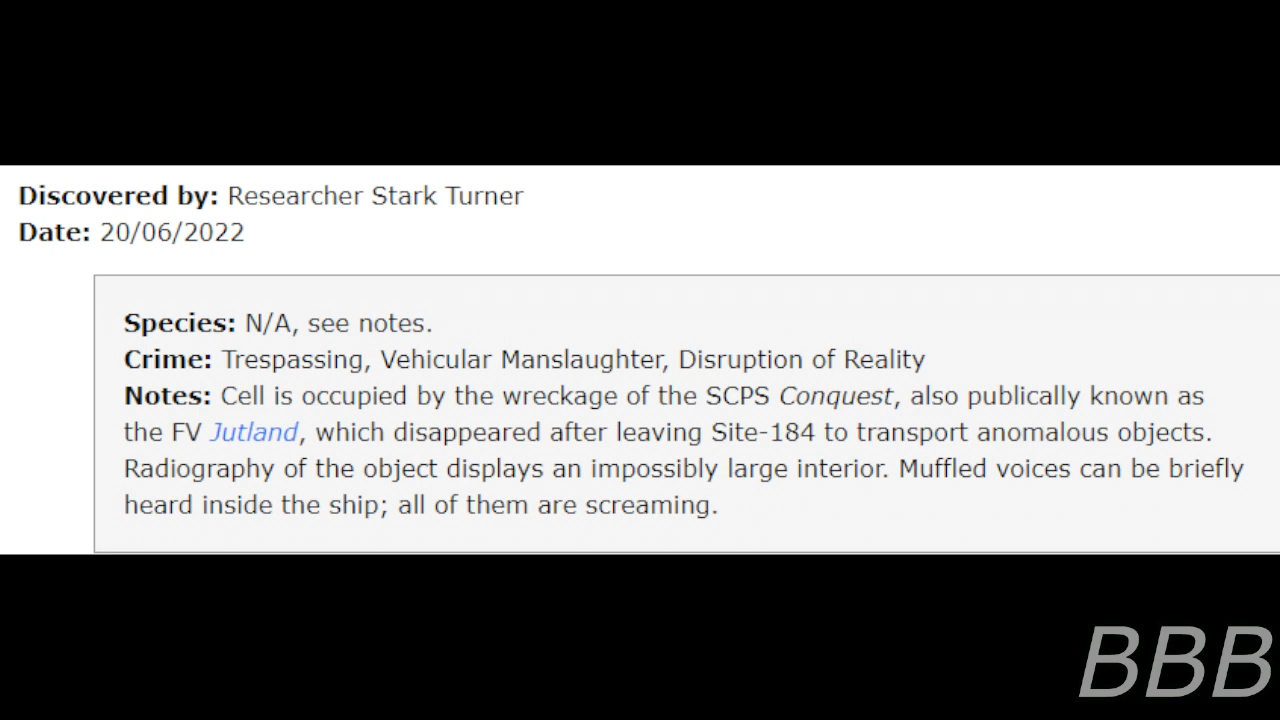 Discovered by: Researcher Stark Turner
Date: 20/06/2022
Species: N/A, see notes.
Crime: Trespassing, Vehicular Manslaughter, Disruption of Reality
Notes: Cell is occupied by the wreckage of the SCPS Conquest, also publically known as
the FV Jutland, which disappeared after leaving Site-184 to transport anomalous objects.
Radiography of the object displays an impossibly large interior. Muffled voices can be briefly
heard inside the ship; all of them are screaming.
BBB